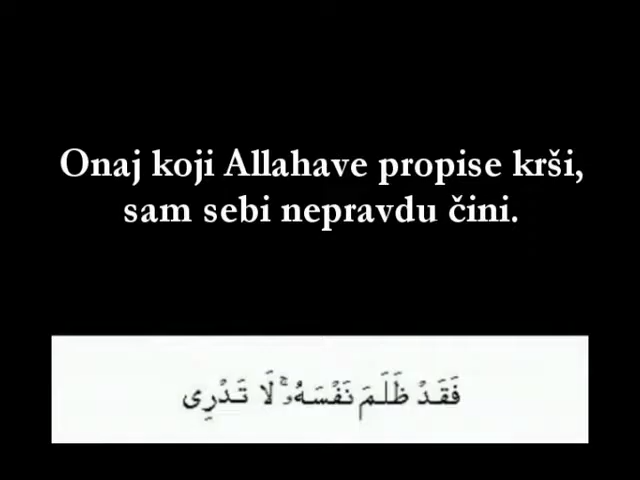 Onaj koji Allahave propise krši,
sam sebi nepravdu čini.
فَقَدْ ظَلَمَ نَفْسَهُۥ ۚ لَا تَدْرِى